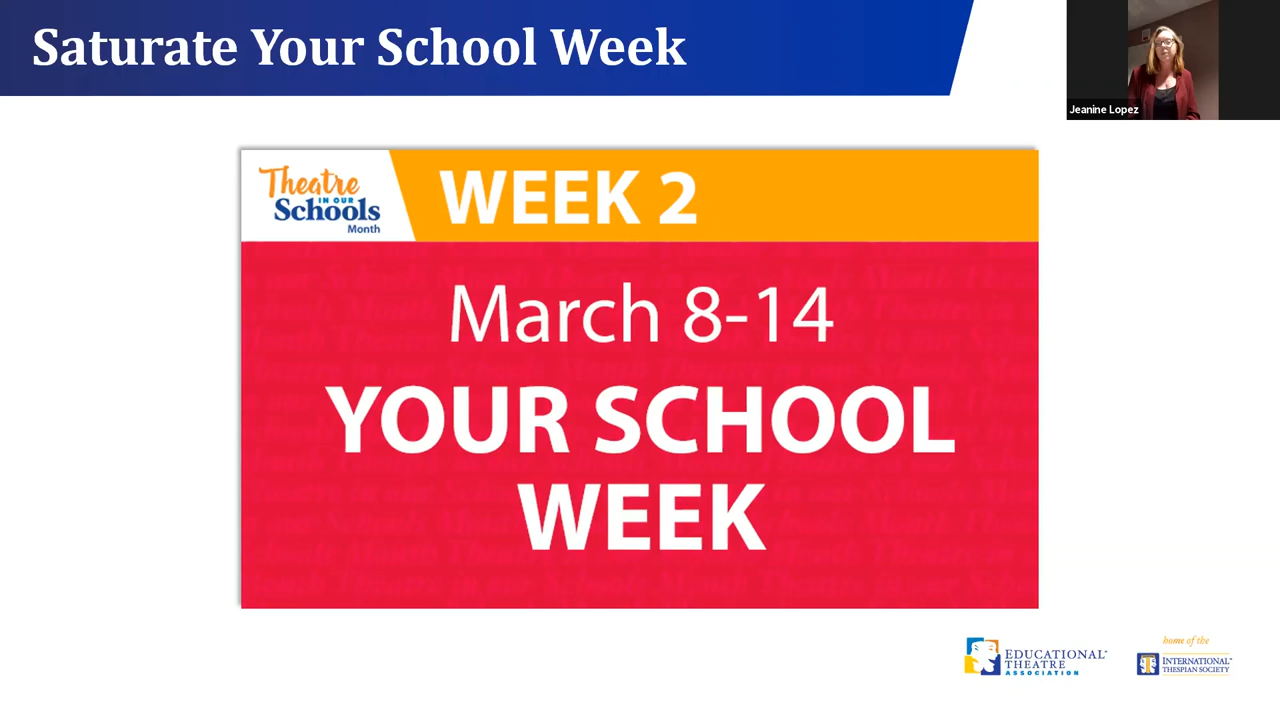 Saturate Your School Week
Jeanine Lopez
Theatre
IN OUR
Schools
Month
WEEK 2
March 8-14
YOUR SCHOOL
WEEK
EDUCATIONAL
THEATRE
ASSOCIATION
home of the
INTERNATIONAL
THESPIAN SOCIETY